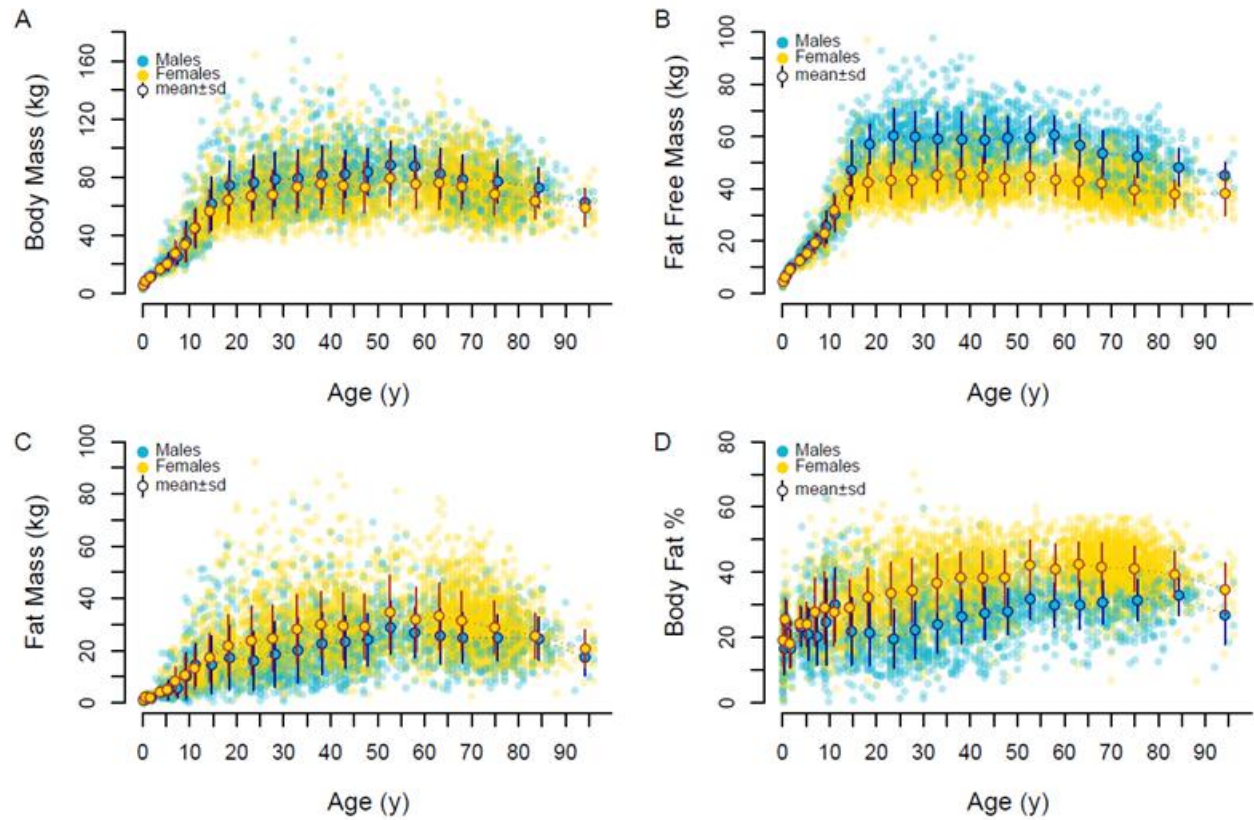 A
Body Mass (kg)
160
120
80
40
0
Males
Females
mean±sd
0 10 20 30 40 50 60 70 80 90
Age (y)
B
Fat Free Mass (kg)
100
80
60
40
20
0
Males
Females
mean±sd
0 10 20 30 40 50 60 70 80 90
Age (y)
C
Fat Mass (kg)
100
80
60
40
20
0
Males
Females
mean±sd
0 10 20 30 40 50 60 70 80 90
Age (y)
D
Body Fat %
80
60
40
20
0
Males
Females
mean±sd
0 10 20 30 40 50 60 70 80 90
Age (y)